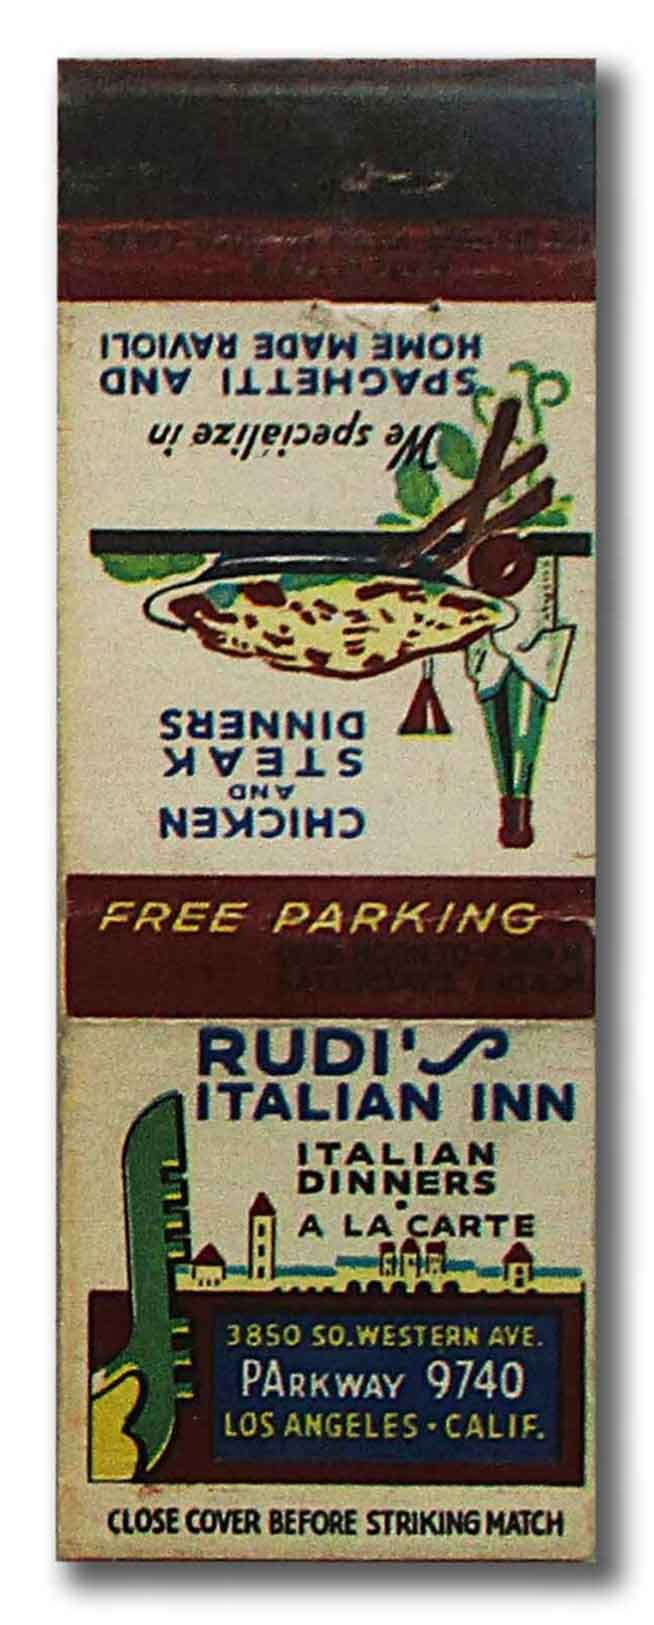 We specialize in
SPAGHETTI AND
HOME MADE RAVIOLI
CHICKEN
AND
STEAK
DINNERS
FREE PARKING
RUDI'S
ITALIAN INN
ITALIAN
DINNERS
•
A LA CARTE
3850 SO. WESTERN AVE.
PARKWAY 9740
LOS ANGELES • CALIF.
CLOSE COVER BEFORE STRIKING MATCH